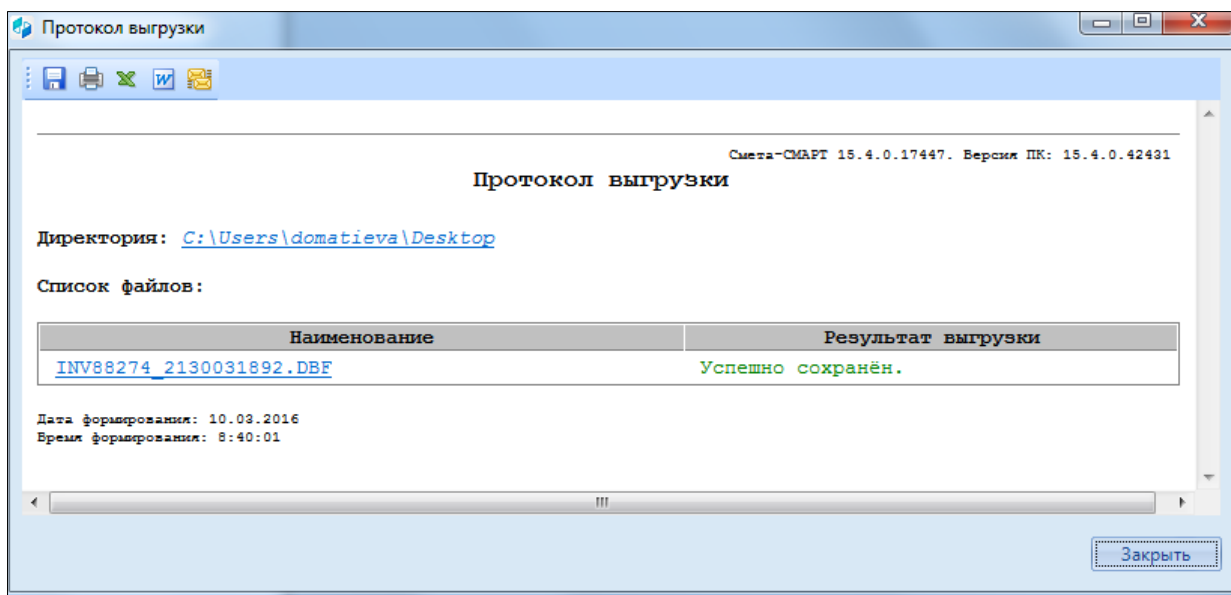 Протокол выгрузки
Смета-СМАРТ 15.4.0.17447. Версия ПК: 15.4.0.42431
Протокол выгрузки
Директория: C:\Users\domatieva\Desktop
Список файлов:
Наименование Результат выгрузки
INV88274_2130031892.DBF Успешно сохранён.
Дата формирования: 10.03.2016
Время формирования: 8:40:01
Закрыть